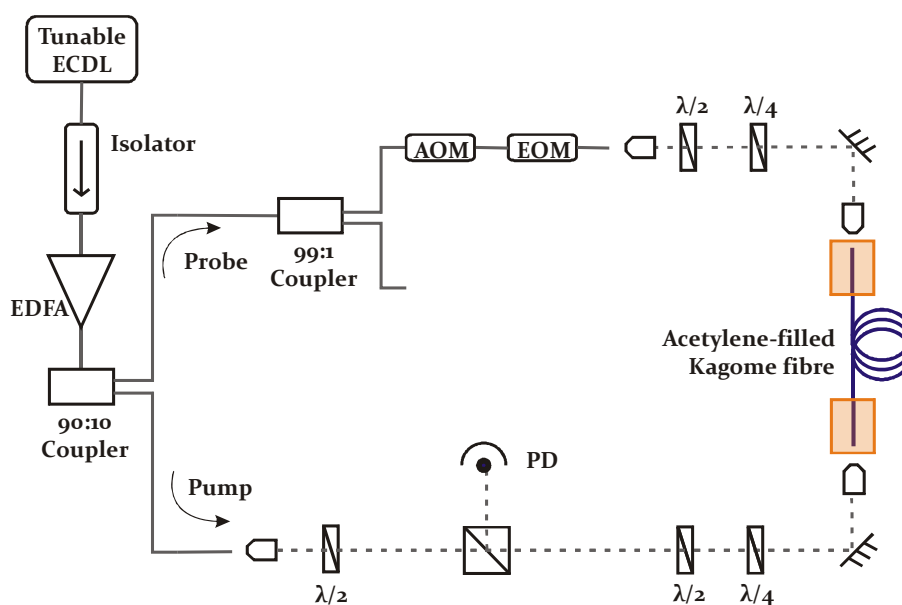 Tunable
ECDL
Isolator
EDFA
90:10
Coupler
Probe
99:1
Coupler
AOM
EOM
λ/2
λ/4
Acetylene-filled
Kagome fibre
Pump
λ/2
PD
λ/2
λ/4